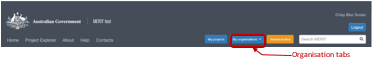 Australian Government
MERIT test
Logout
Home Project Explorer About Help Contacts
My projects
My organisations
Administration
Search MERIT
Organisation tabs